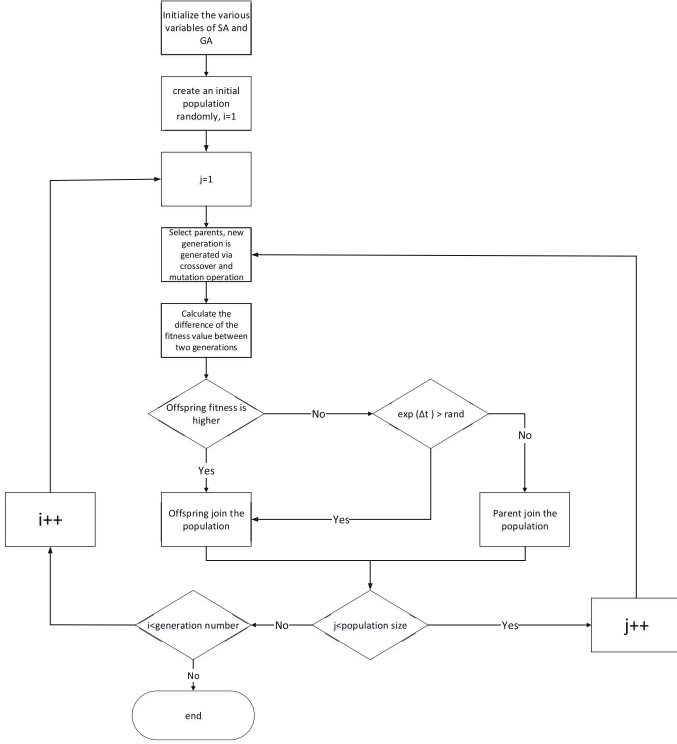 Initialize the various
variables of SA and
GA
create an initial
population
randomly, i=1
j=1
Select parents, new
generation is
generated via
crossover and
mutation operation
Calculate the
difference of the
fitness value between
two generations
Offspring fitness is
higher
No
exp (Δt ) > rand
No
Yes
i++
Offspring join the
population
Yes
Parent join the
population
i<generation number
No
j<population size
Yes
j++
No
end